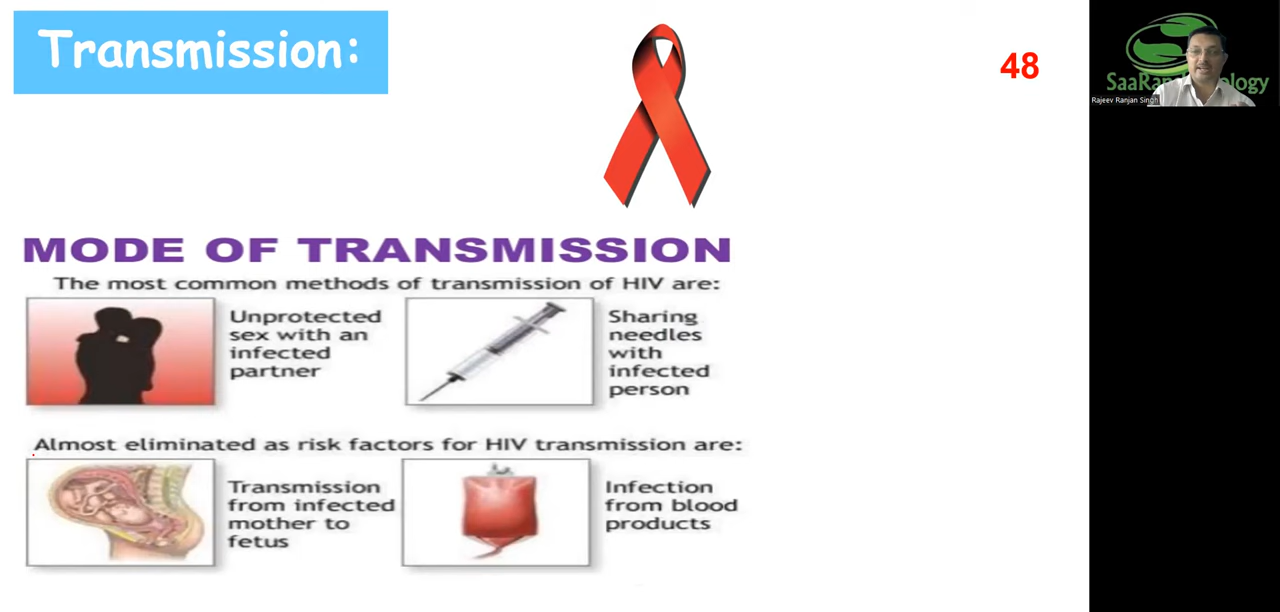 Transmission:
48
SaaRan
ology
Rajeev Ranjan Singh
MODE OF TRANSMISSION
The most common methods of transmission of HIV are:
Unprotected
sex with an
infected
partner
Sharing
needles
with
infected
person
Almost eliminated as risk factors for HIV transmission are:
Transmission
from infected
mother to
fetus
Infection
from blood
products